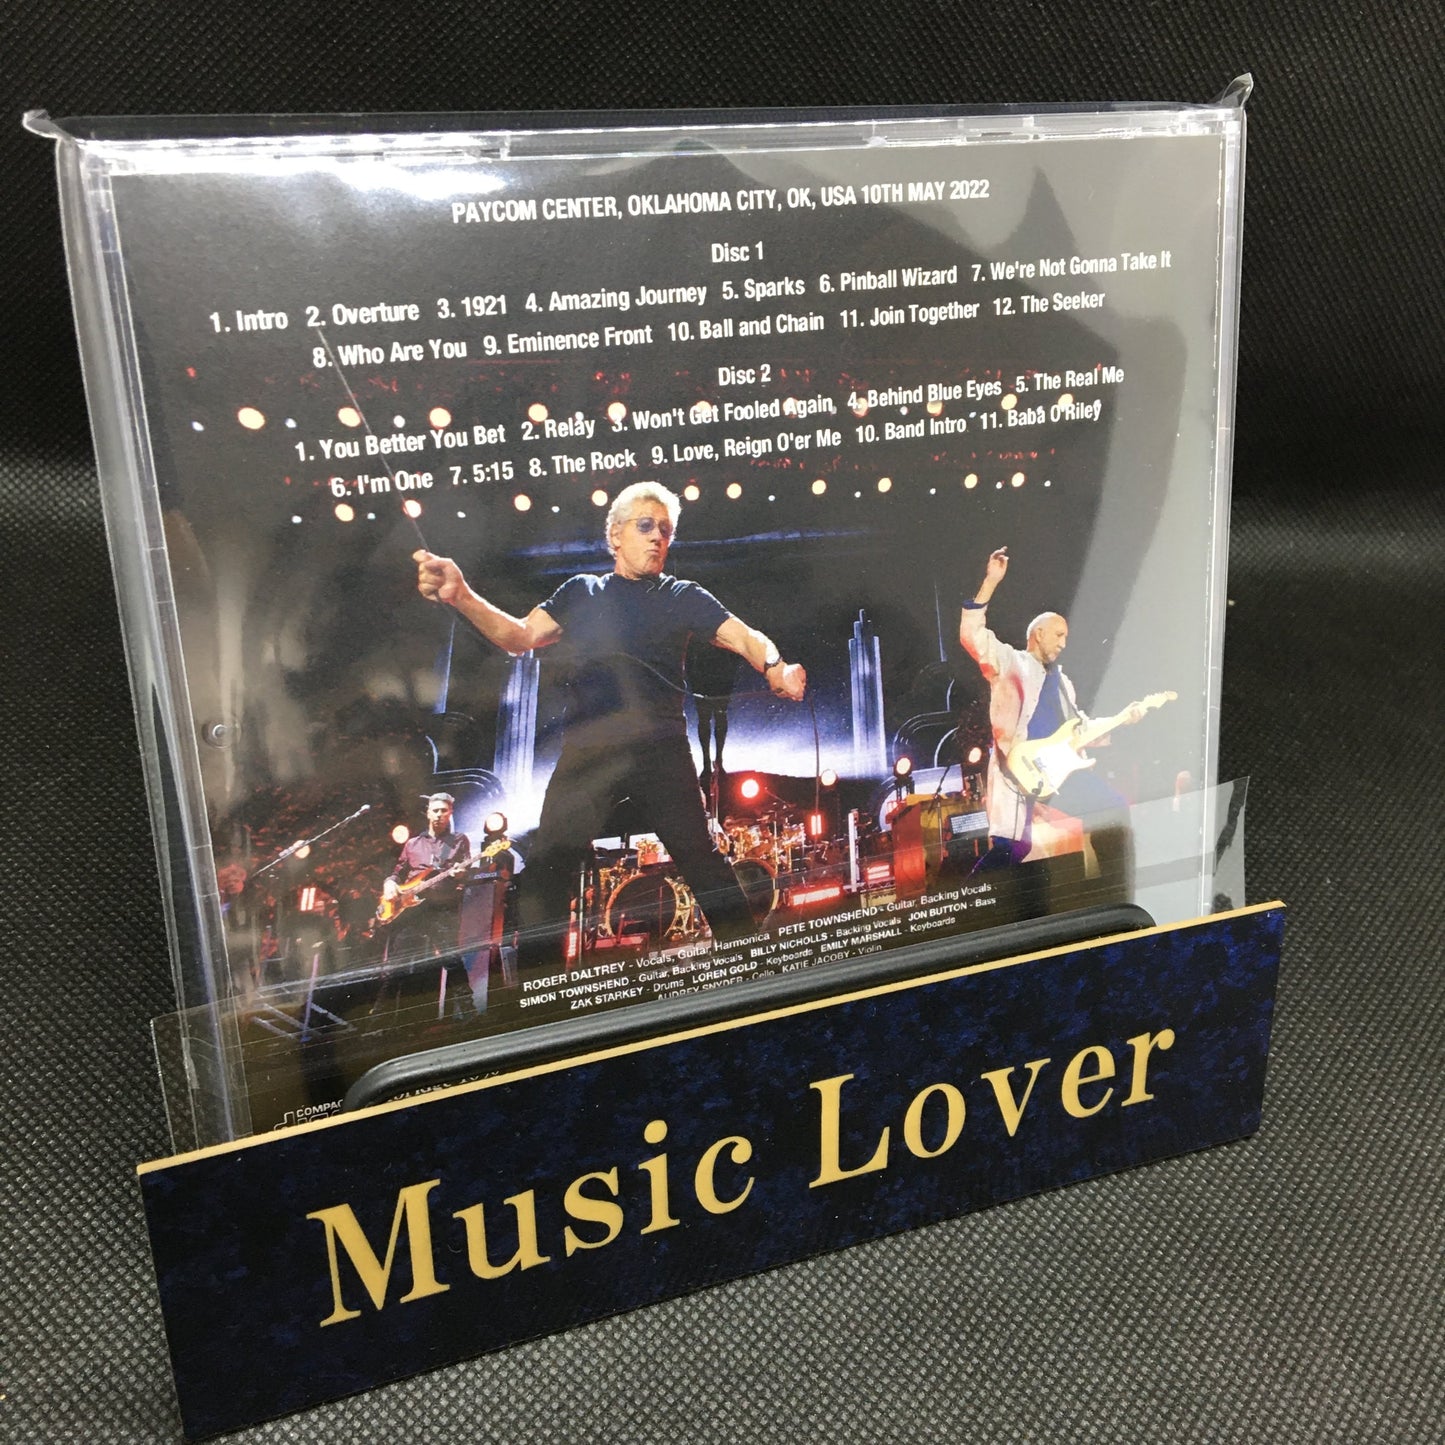 PAYCOM CENTER, OKLAHOMA CITY, OK, USA 10TH MAY 2022
Disc 1
1. Intro 2. Overture 3. 1921 4. Amazing Journey 5. Sparks 6. Pinball Wizard 7. We're Not Gonna Take It
8. Who Are You 9. Eminence Front 10. Ball and Chain 11. Join Together 12. The Seeker
Disc 2
1. You Better You Bet 2. Relay 3. Won't Get Fooled Again 4. Behind Blue Eyes 5. The Real Me
6. I'm One 7. 5:15 8. The Rock 9. Love, Reign O'er Me 10. Band Intro 11. Baba O'Riley
ROGER DALTREY - Vocals, Guitar, Harmonica PETE TOWNSHEND - Guitar, Backing Vocals
SIMON TOWNSHEND - Guitar, Backing Vocals BILLY NICHOLLS - Backing Vocals JON BUTTON - Bass
ZAK STARKEY - Drums LOREN GOLD - Keyboards EMILY MARSHALL - Keyboards
AUDREY SNYDER - Cello KATIE JACOBY - Violin
Music Lover